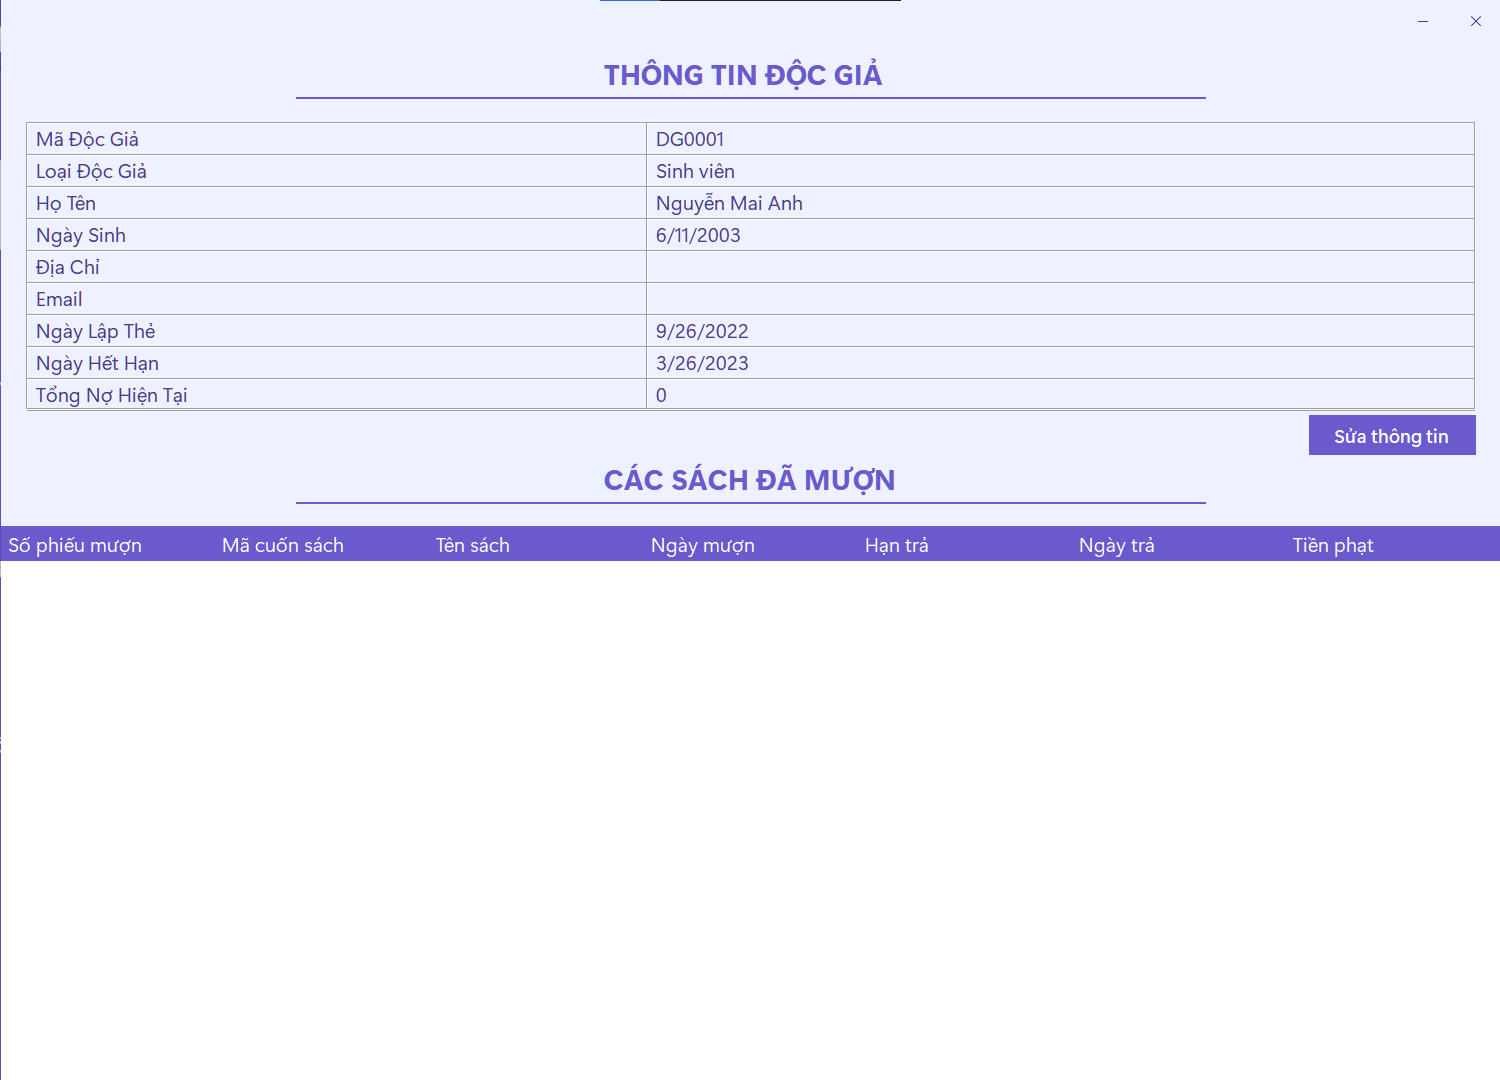 THÔNG TIN ĐỘC GIẢ
Mã Độc Giả DG0001
Loại Độc Giả Sinh viên
Họ Tên Nguyễn Mai Anh
Ngày Sinh 6/11/2003
Địa Chỉ
Email
Ngày Lập Thẻ 9/26/2022
Ngày Hết Hạn 3/26/2023
Tổng Nợ Hiện Tại 0
Sửa thông tin
CÁC SÁCH ĐÃ MƯỢN
Số phiếu mượn Mã cuốn sách Tên sách Ngày mượn Hạn trả Ngày trả Tiền phạt